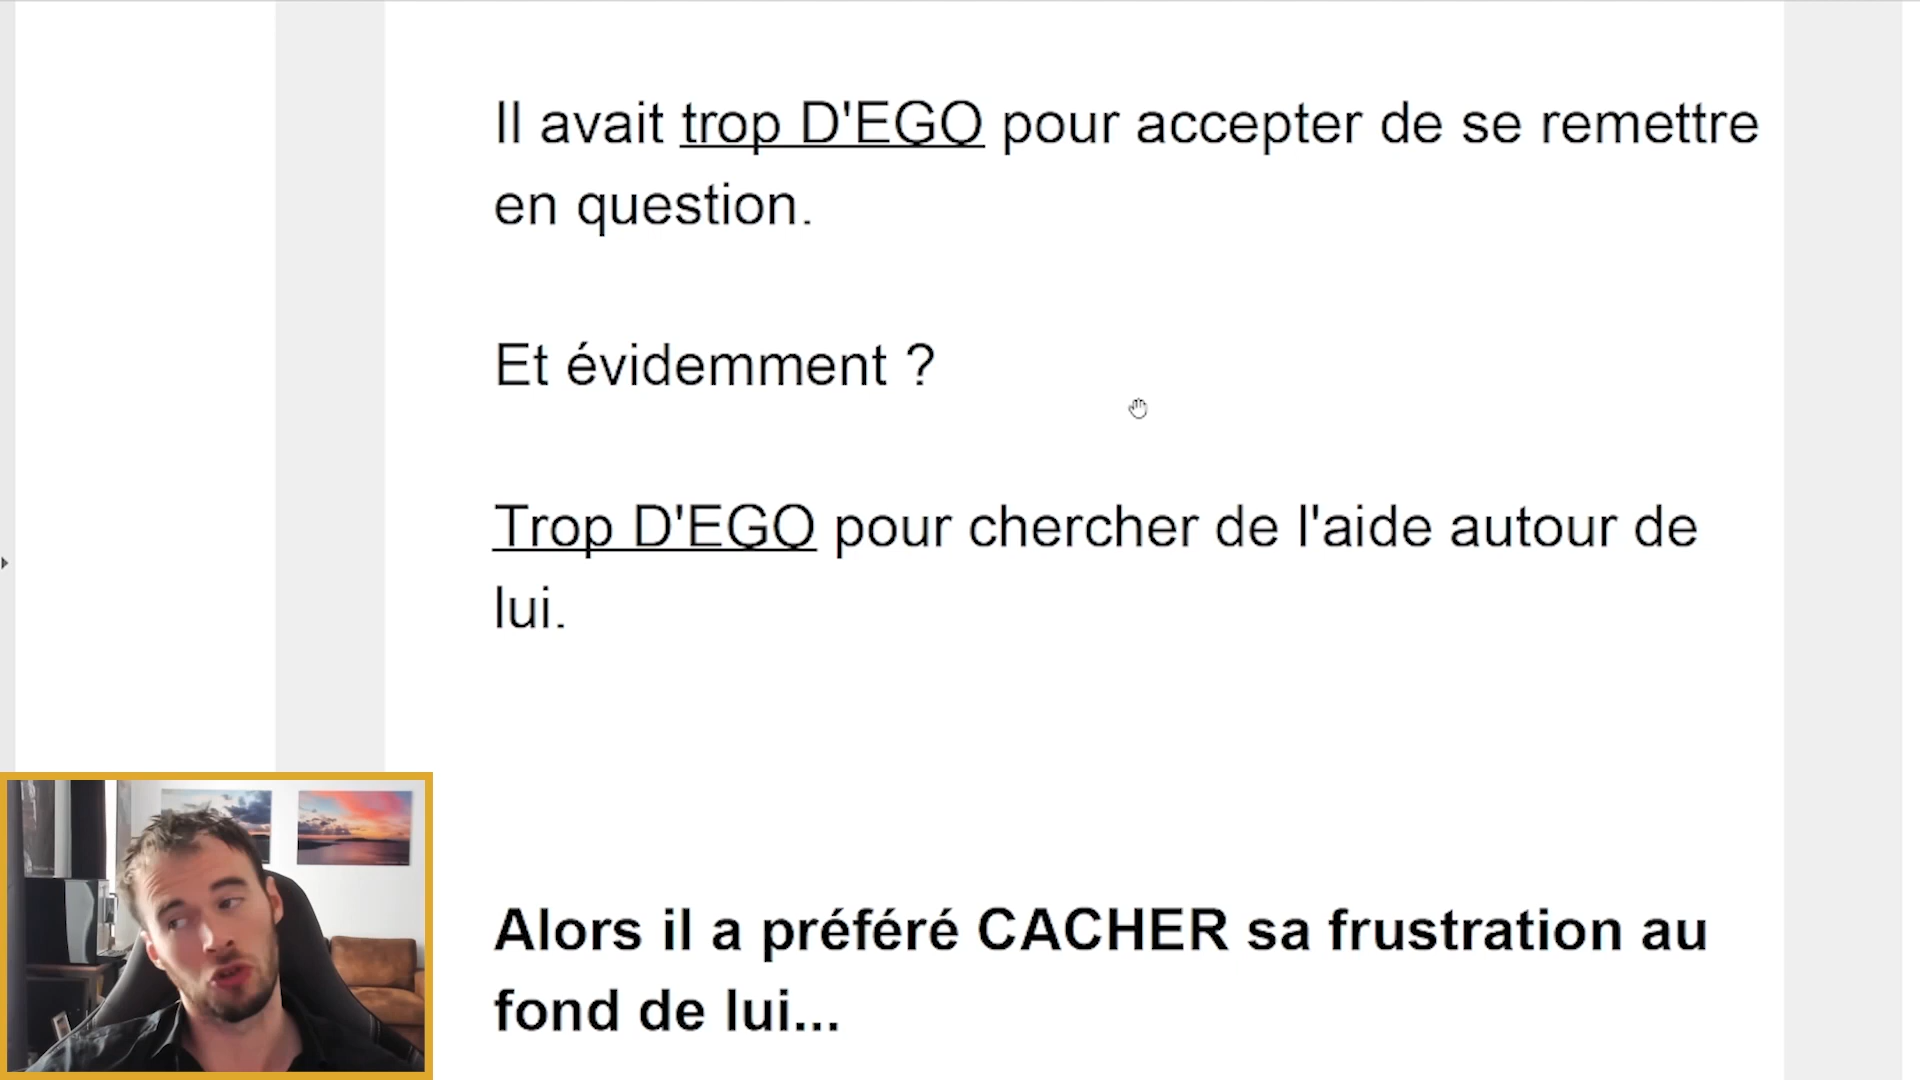 Il avait trop D'EGO pour accepter de se remettre
en question.
Et évidemment ?
Trop D'EGO pour chercher de l'aide autour de
lui.
Alors il a préféré CACHER sa frustration au
fond de lui...